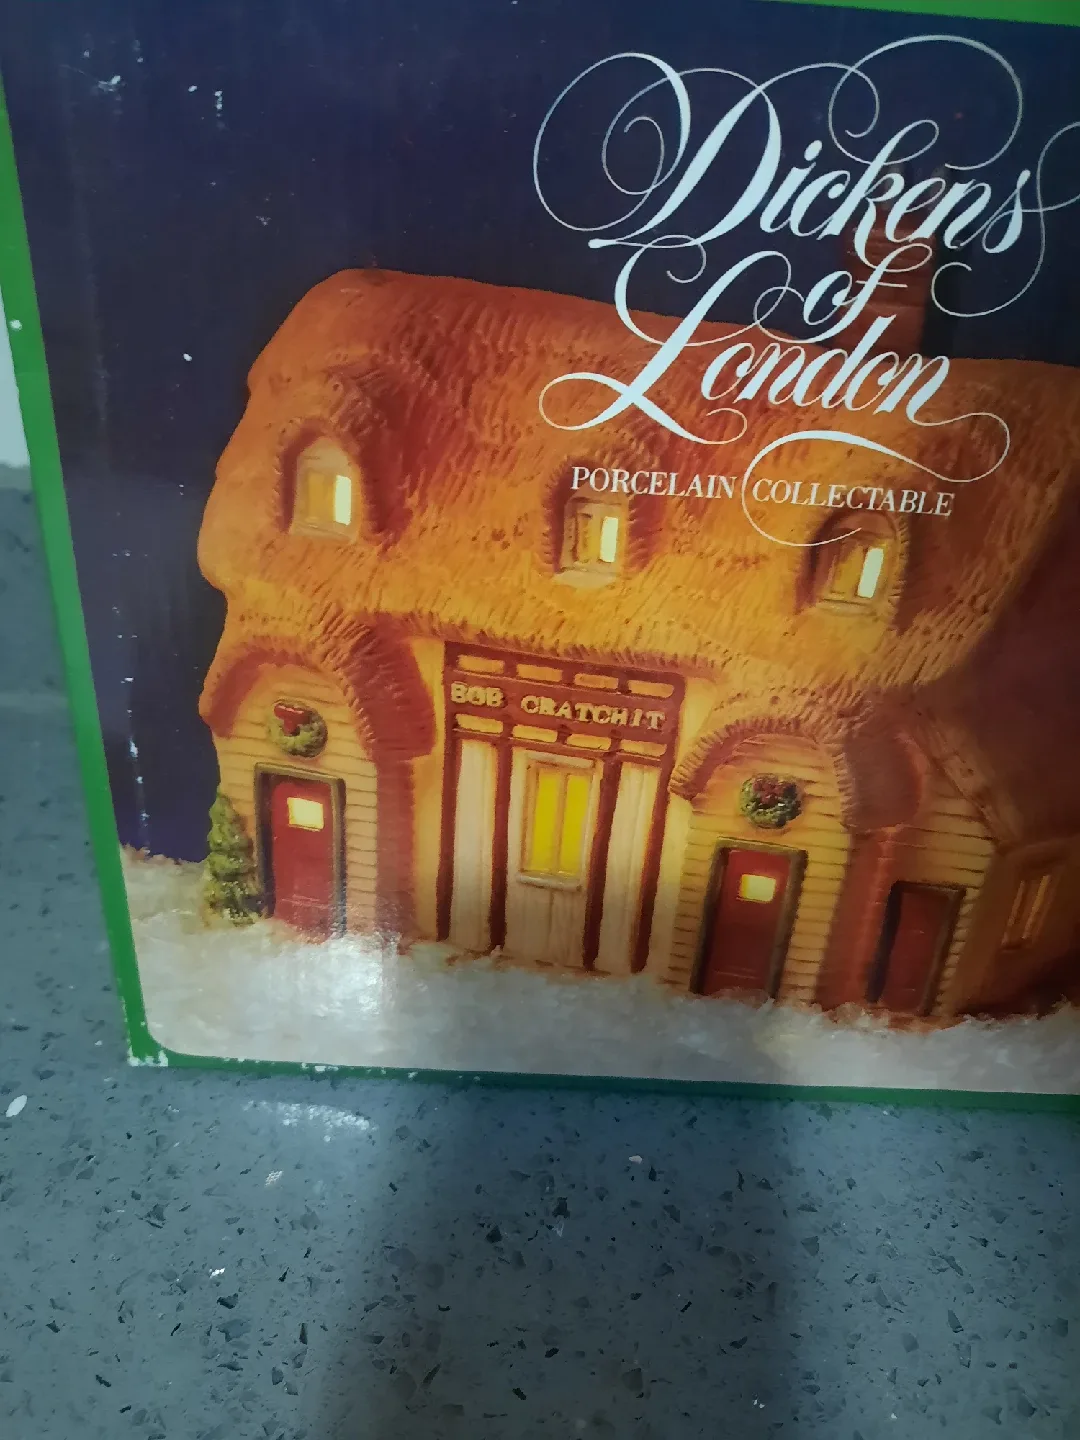 Dickens
of
London
PORCELAIN COLLECTABLE
BOB CRATCHIT